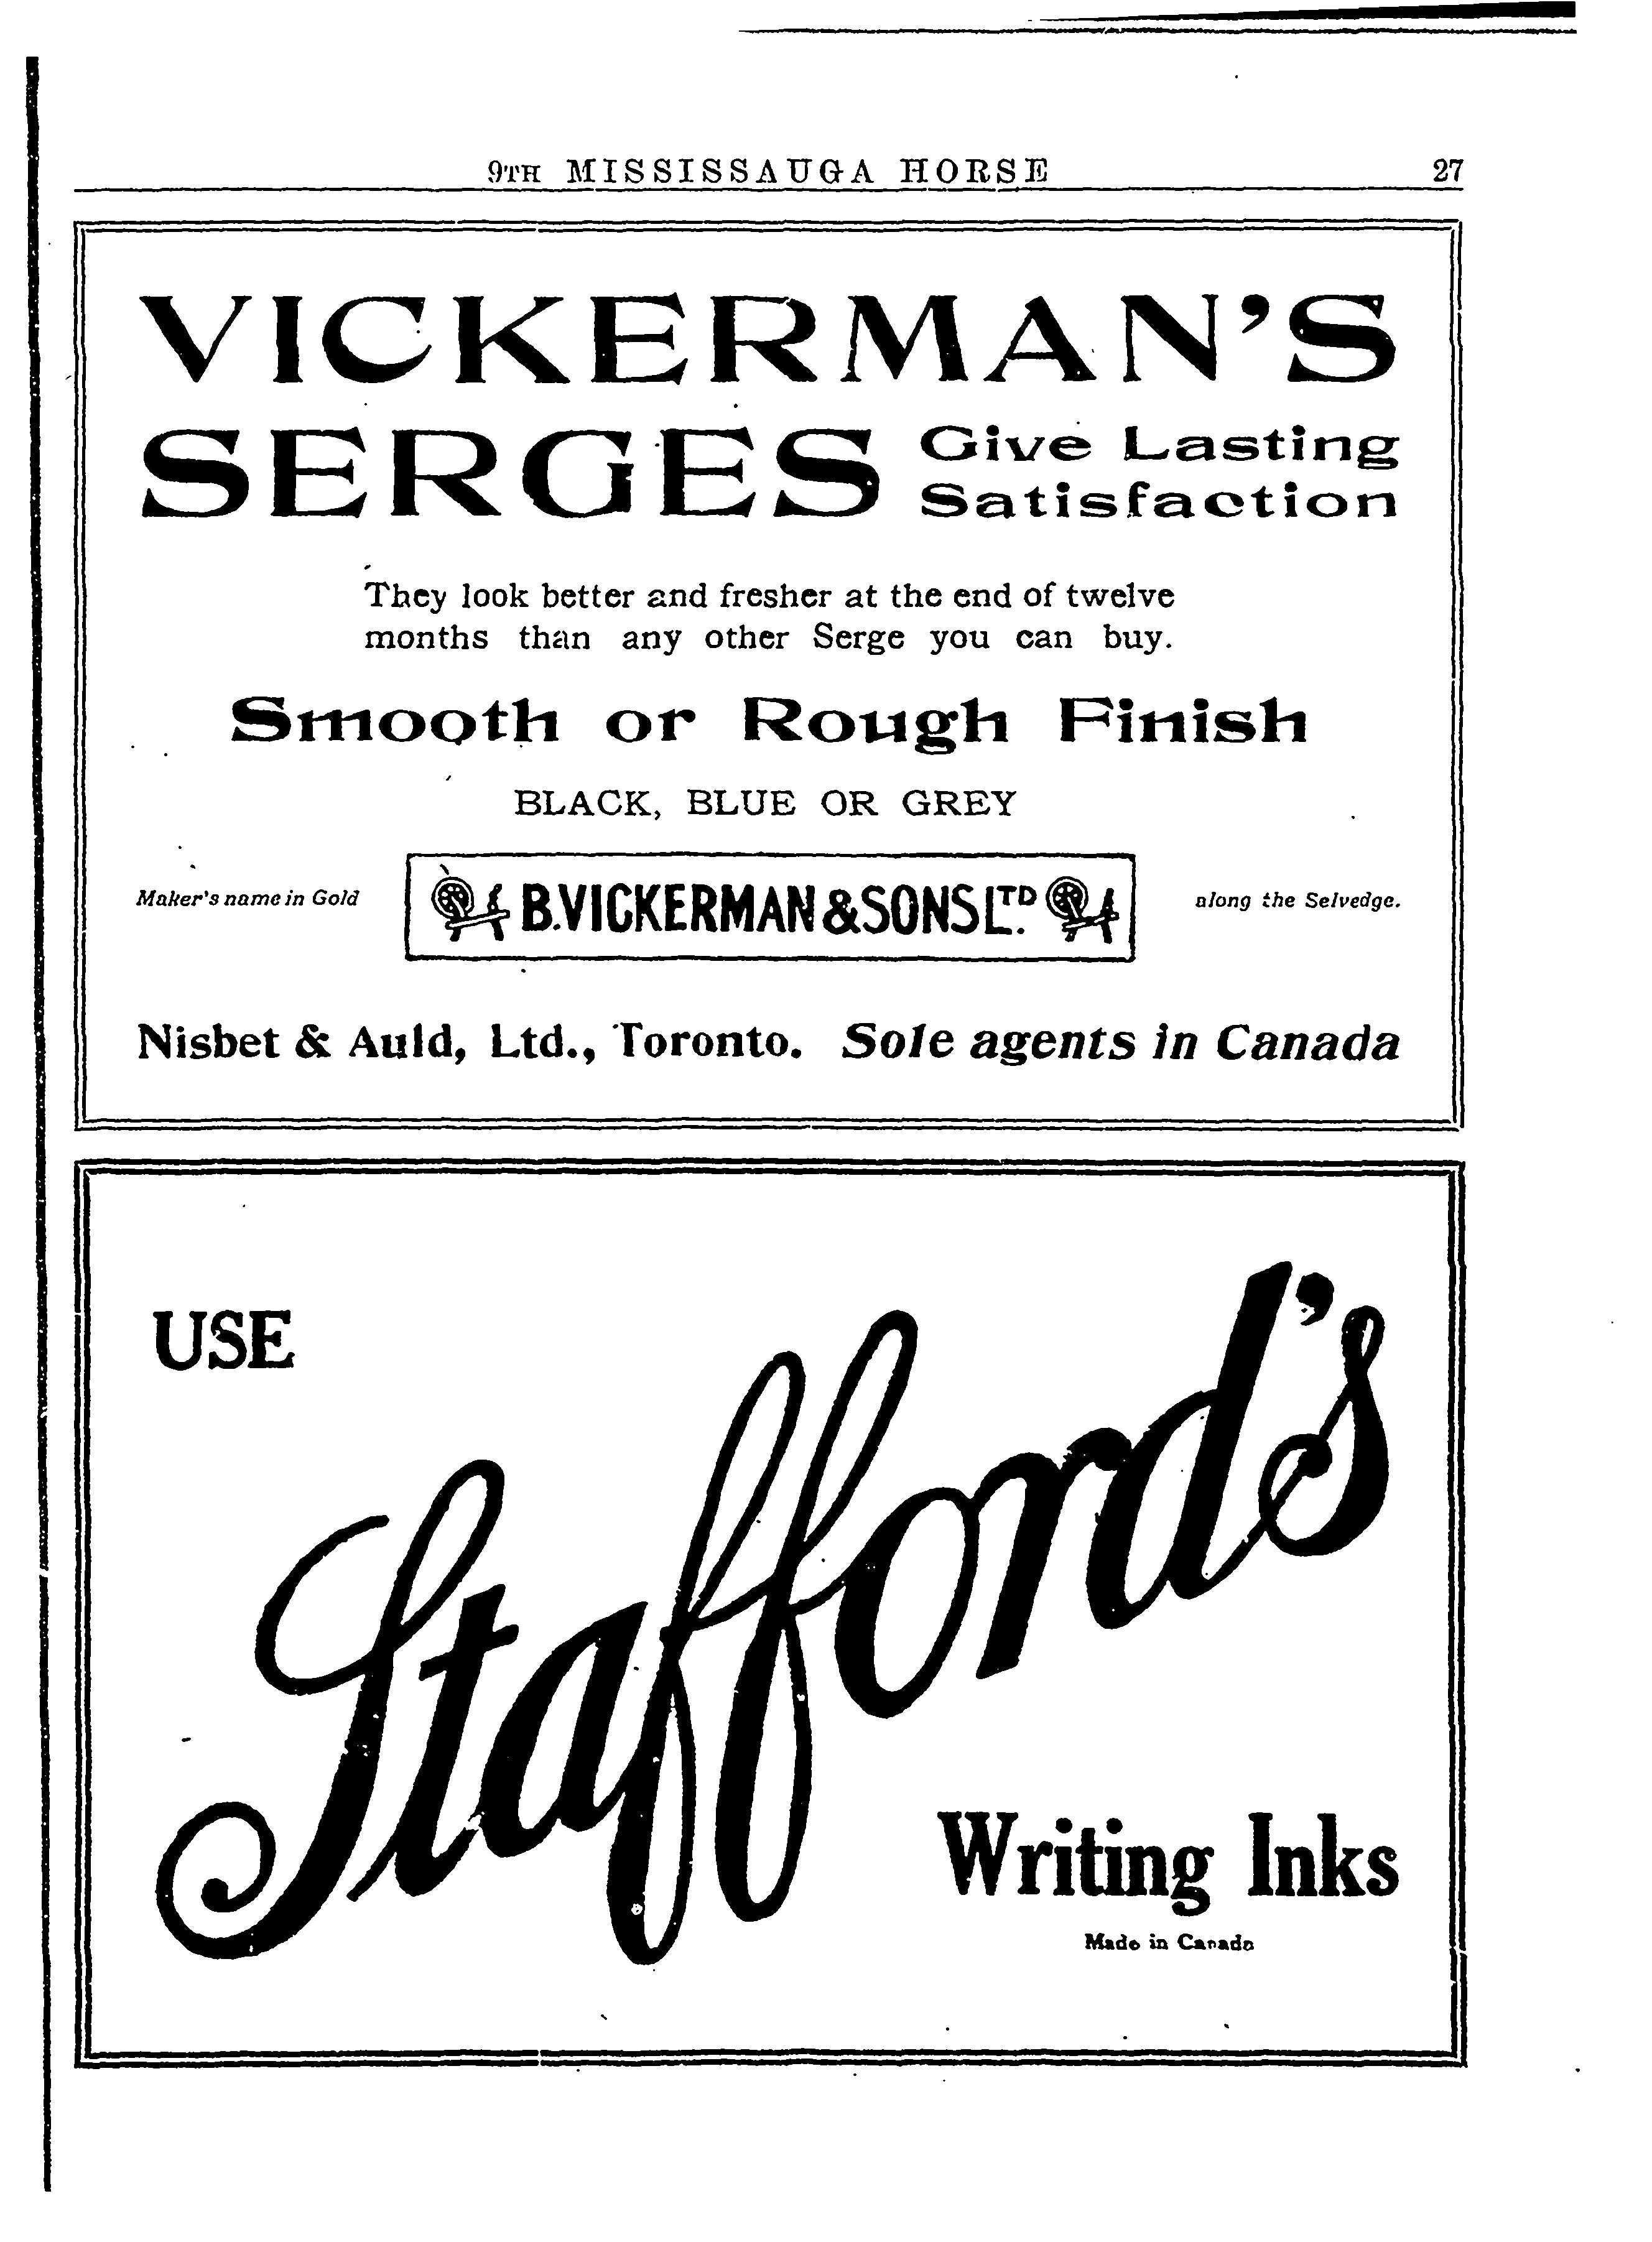 9TH MISSISSAUGA HORSE 27
VICKERMAN'S
SERGES Give Lasting
Satisfaction
They look better and fresher at the end of twelve
months than any other Serge you can buy.
Smooth or Rough Finish
BLACK, BLUE OR GREY
Maker's name in Gold B.VICKERMAN & SONS LTD. along the Selvedge.
Nisbet & Auld, Ltd., Toronto. Sole agents in Canada
USE
Stafford's
Writing Inks
Made in Canada